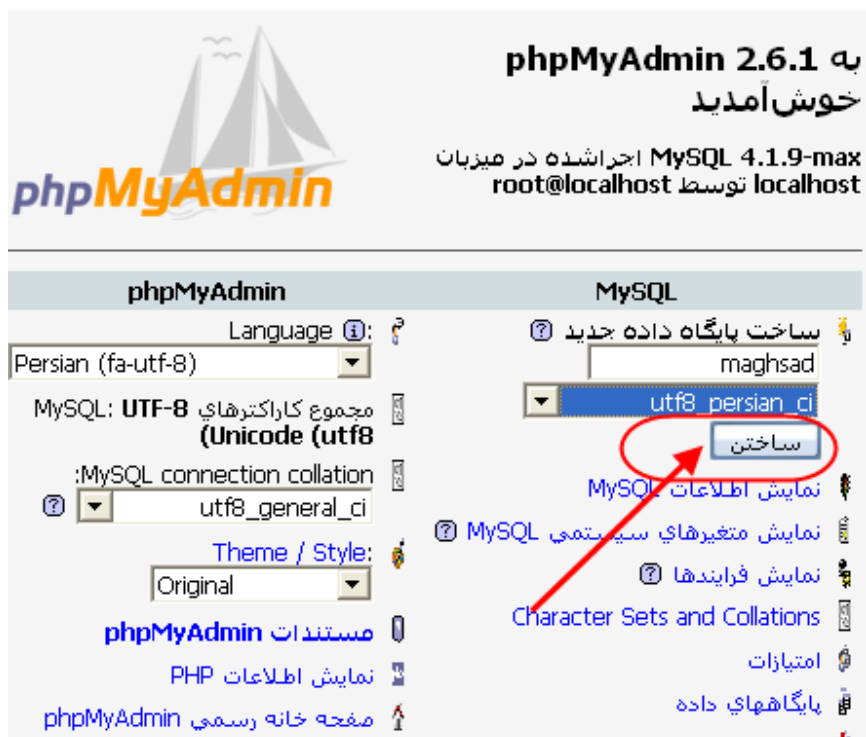 phpMyAdmin
به phpMyAdmin 2.6.1
خوش‌آمدید
MySQL 4.1.9-max اجراشده در ميزبان
localhost توسط root@localhost
MySQL
ساخت پايگاه داده جديد
maghsad
utf8_persian_ci
ساختن
نمايش اطلاعات MySQL
نمايش متغيرهاي سيستمي MySQL
نمايش فرايندها
Character Sets and Collations
امتيازات
پايگاههاي داده
phpMyAdmin
Language :
Persian (fa-utf-8)
مجموع كاراكترهاي MySQL: UTF-8
(Unicode (utf8
:MySQL connection collation
utf8_general_ci
Theme / Style:
Original
مستندات phpMyAdmin
نمايش اطلاعات PHP
صفحه خانه رسمي phpMyAdmin